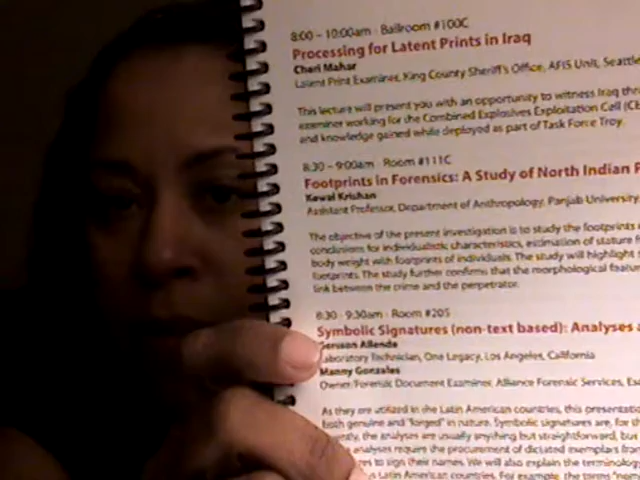 8:00 - 10:00am · Ballroom #100C
Processing for Latent Prints in Iraq
Cheri Mahar
Latent Print Examiner, King County Sheriff's Office, AFIS Unit, Seattle
This lecture will present you with an opportunity to witness Iraq thr
examiner working for the Combined Explosives Exploitation Cell (CE
and knowledge gained while deployed as part of Task Force Troy.
8:30 - 9:00am · Room #111C
Footprints in Forensics: A Study of North Indian P
Kewal Krishan
Assistant Professor, Department of Anthropology, Panjab University,
The objective of the present investigation is to study the footprints
conclusions for individualistic characteristics, estimation of stature f
body weight with footprints of individuals. The study will highlight
footprints. The study further confirms that the morphological featur
link between the crime and the perpetrator.
8:30 - 9:30am · Room #205
Symbolic Signatures (non-text based): Analyses
Gerson Allende
Laboratory Technician, One Legacy, Los Angeles, California
Manny Gonzales
Owner/Forensic Document Examiner, Alliance Forensic Services, Es
As they are utilized in the Latin American countries, this presentatio
both genuine and "forged" in nature. Symbolic signatures are, for th
the analyses are usually anything but straightforward, but
analyses require the procurement of dictated exemplars from
to sign their names. We will also explain the terminology
Latin American countries. For example, the terms "nom